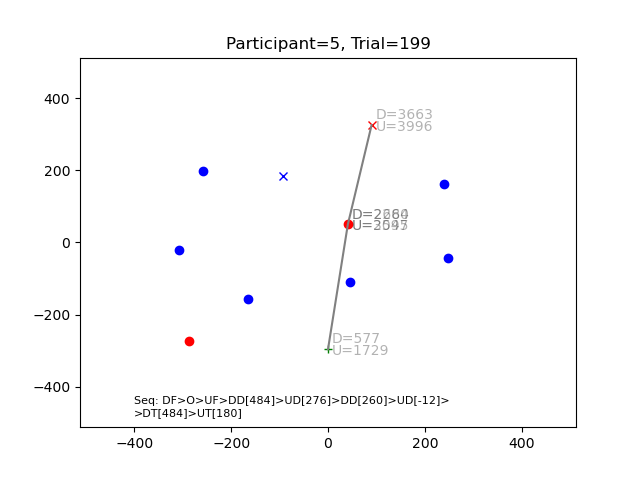 Participant=5, Trial=199
400
200
0
−200
−400
D=3663
U=3996
D=577
U=1729
Seq: DF>O>UF>DD[484]>UD[276]>DD[260]>UD[-12]>
>DT[484]>UT[180]
−400
−200
0
200
400